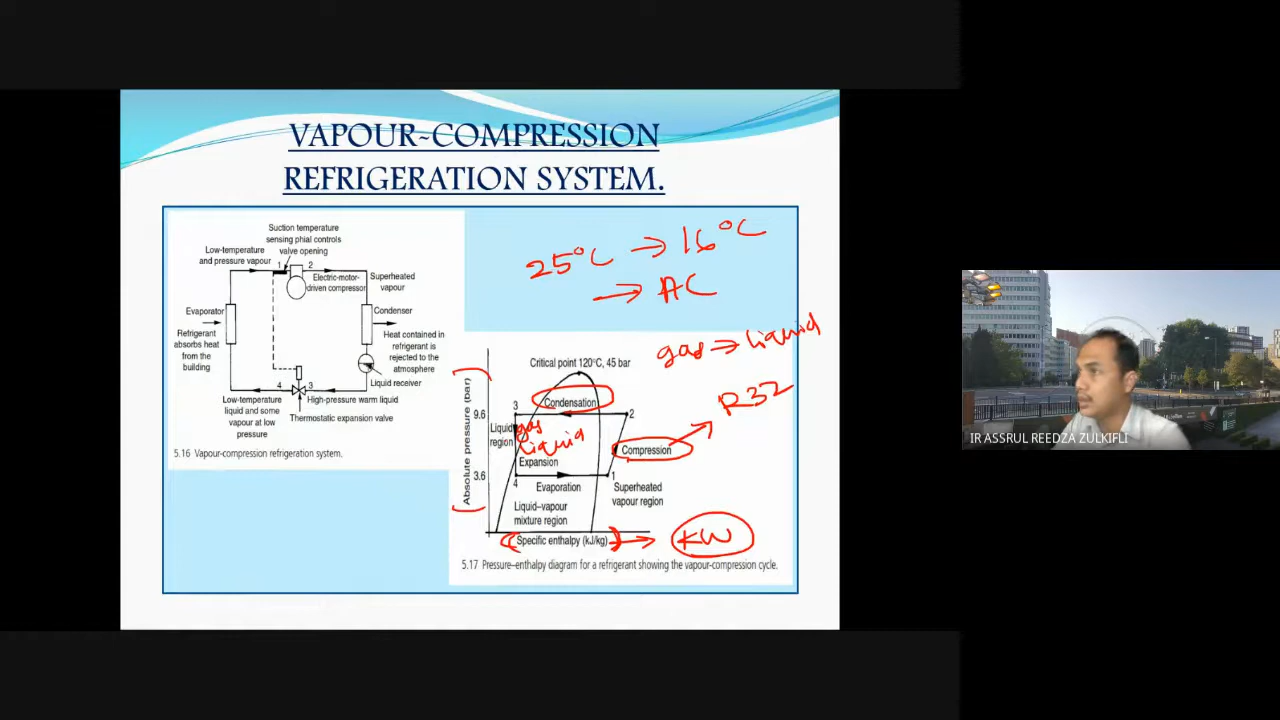 VAPOUR-COMPRESSION
REFRIGERATION SYSTEM.
Suction temperature
sensing phial controls
valve opening
Low-temperature
and pressure vapour
1
2
Electric-motor-
driven compressor
Superheated
vapour
Evaporator
Condenser
Refrigerant
absorbs heat
from the
building
Heat contained in
refrigerant is
rejected to the
atmosphere
Liquid receiver
4
3
Low-temperature
liquid and some
vapour at low
pressure
High-pressure warm liquid
Thermostatic expansion valve
5.16 Vapour-compression refrigeration system.
25°C → 16°C
→ AC
gas → liquid
R32
Critical point 120°C, 45 bar
Absolute pressure (bar)
Condensation
3
2
9.6
Liquid
region
gas
liquid
Compression
Expansion
3.6
4
1
Evaporation
Superheated
vapour region
Liquid–vapour
mixture region
Specific enthalpy (kJ/kg)
→ KW
5.17 Pressure–enthalpy diagram for a refrigerant showing the vapour-compression cycle.
IR ASSRUL REEDZA ZULKIFLI